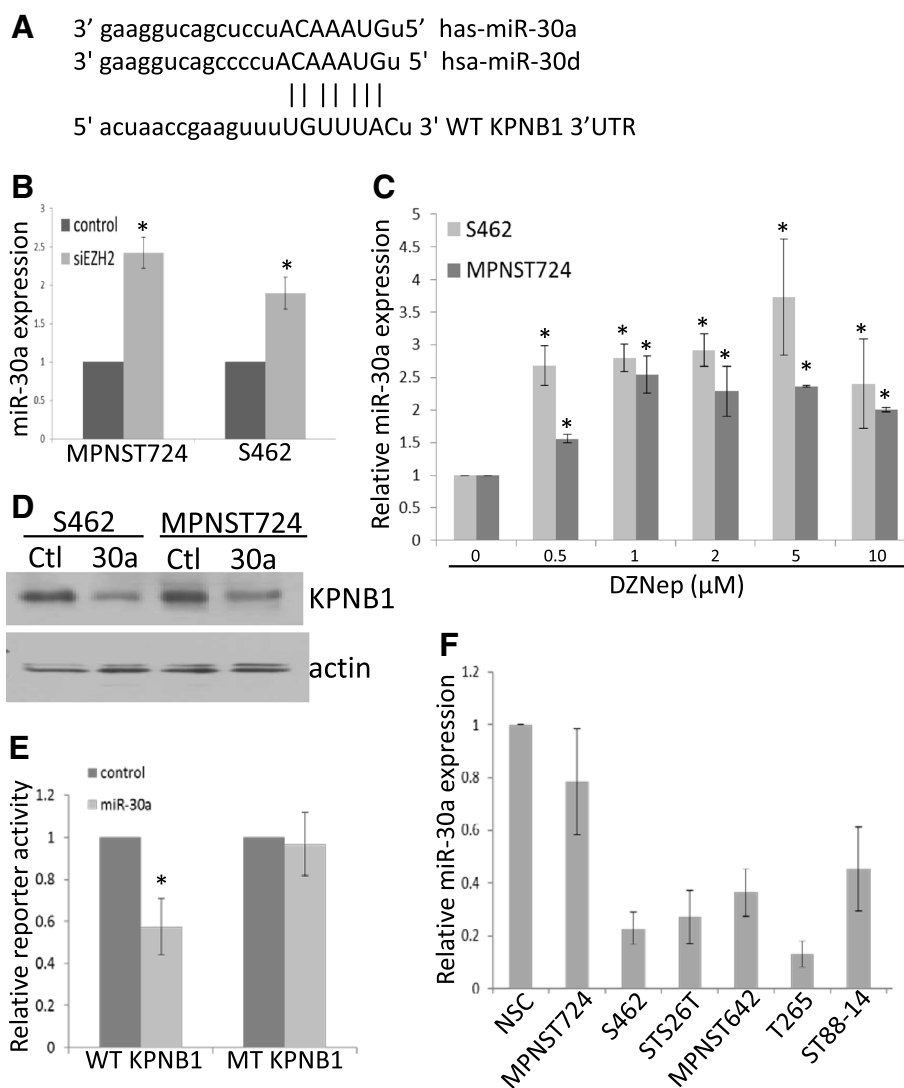 A
3’ gaaggucagcuccuACAAAUGu5’ has-miR-30a
3' gaaggucagccccuACAAAUGu 5' hsa-miR-30d
|| || |||
5' acuaaccgaaguuuUGUUUACu 3' WT KPNB1 3’UTR
B
miR-30a expression
3
2.5
2
1.5
1
0.5
0
control
siEZH2
*
*
MPNST724
S462
C
Relative miR-30a expression
5
4.5
4
3.5
3
2.5
2
1.5
1
0.5
0
S462
MPNST724
* * * * * * * * * *
0 0.5 1 2 5 10
DZNep (µM)
D
S462 MPNST724
Ctl 30a Ctl 30a
KPNB1
actin
E
Relative reporter activity
control
miR-30a
1.2
1
0.8
0.6
0.4
0.2
0
*
WT KPNB1 MT KPNB1
F
Relative miR-30a expression
1.2
1
0.8
0.6
0.4
0.2
0
NSC
MPNST724
S462
STS26T
MPNST642
T265
ST88-14